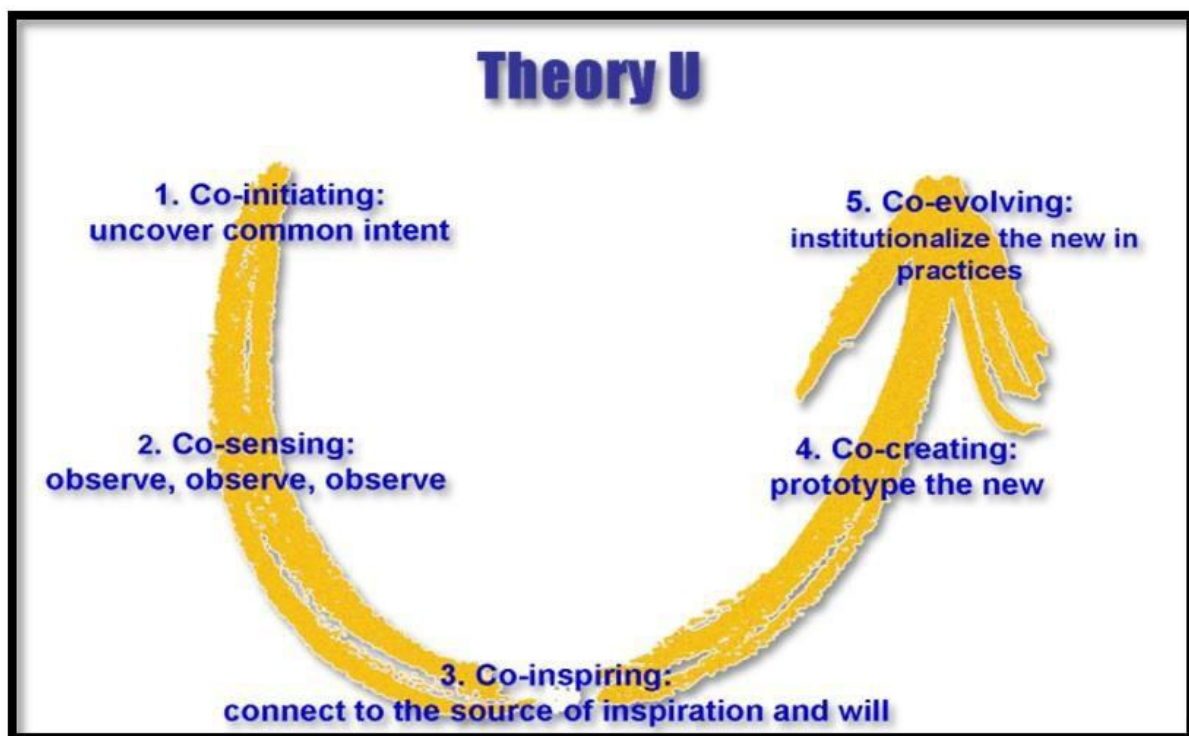 Theory U
1. Co-initiating:
uncover common intent
2. Co-sensing:
observe, observe, observe
3. Co-inspiring:
connect to the source of inspiration and will
4. Co-creating:
prototype the new
5. Co-evolving:
institutionalize the new in
practices